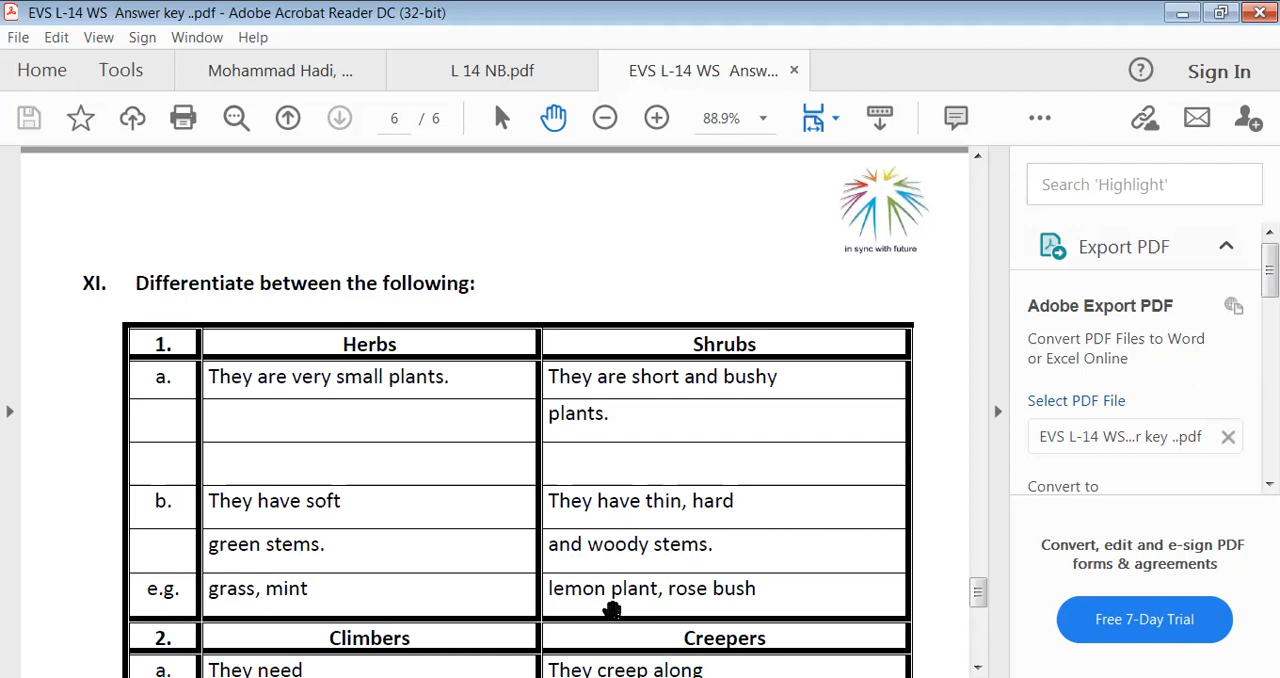 EVS L-14 WS  Answer key ..pdf - Adobe Acrobat Reader DC (32-bit)
File Edit View Sign Window Help
Home Tools Mohammad Hadi, ... L 14 NB.pdf EVS L-14 WS  Answ... ×
? Sign In
6 / 6 88.9%
in sync with future
XI. Differentiate between the following:
1. Herbs Shrubs
a. They are very small plants. They are short and bushy
plants.
b. They have soft They have thin, hard
green stems. and woody stems.
e.g. grass, mint lemon plant, rose bush
2. Climbers Creepers
a. They need They creep along
Search 'Highlight'
Export PDF
Adobe Export PDF
Convert PDF Files to Word
or Excel Online
Select PDF File
EVS L-14 WS...r key ..pdf
Convert to
Convert, edit and e-sign PDF
forms & agreements
Free 7-Day Trial